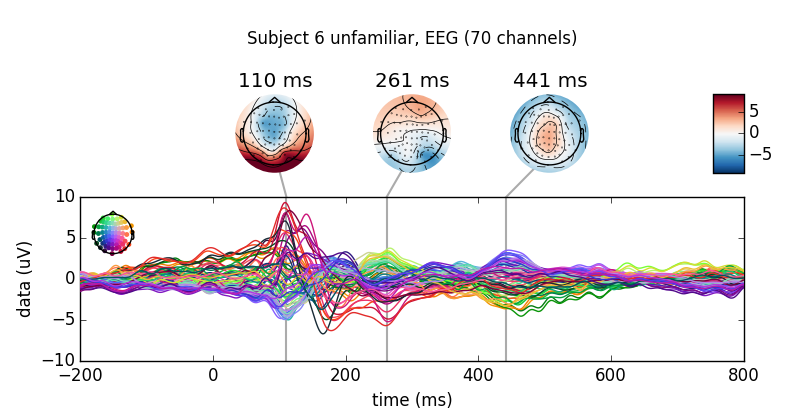 Subject 6 unfamiliar, EEG (70 channels)
110 ms 261 ms 441 ms
5
0
−5
10
5
0
−5
−10
data (uV)
−200 0 200 400 600 800
time (ms)